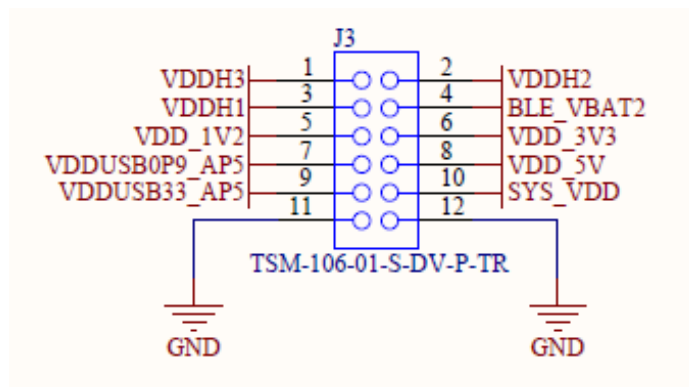 J3
VDDH3 1 2 VDDH2
VDDH1 3 4 BLE_VBAT2
VDD_1V2 5 6 VDD_3V3
VDDUSB0P9_AP5 7 8 VDD_5V
VDDUSB33_AP5 9 10 SYS_VDD
11 12
TSM-106-01-S-DV-P-TR
GND GND